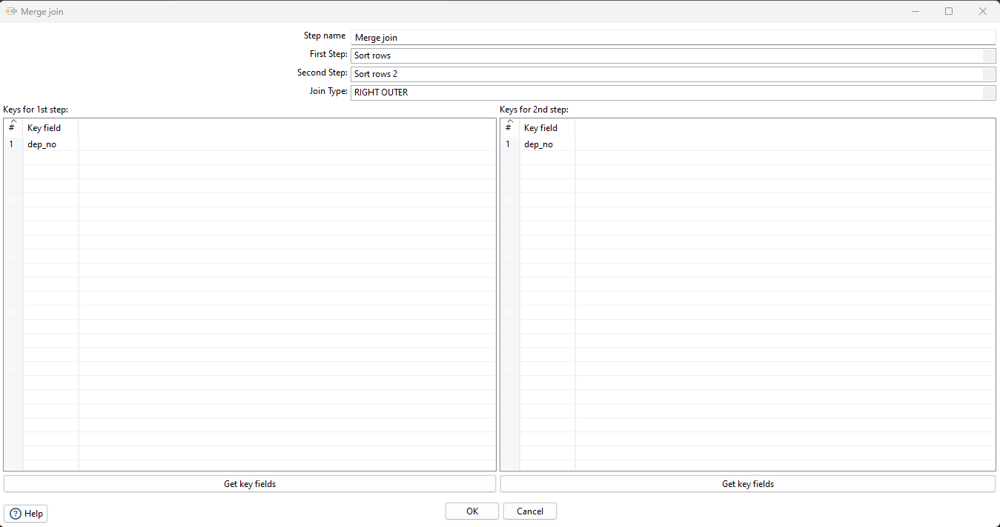 Merge join
Step name Merge join
First Step: Sort rows
Second Step: Sort rows 2
Join Type: RIGHT OUTER
Keys for 1st step:
# Key field
1 dep_no
Get key fields
Keys for 2nd step:
# Key field
1 dep_no
Get key fields
? Help
OK
Cancel